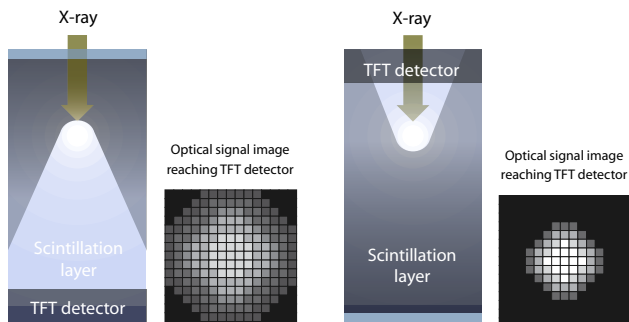 X-ray
Optical signal image
reaching TFT detector
Scintillation
layer
TFT detector
X-ray
TFT detector
Optical signal image
reaching TFT detector
Scintillation
layer